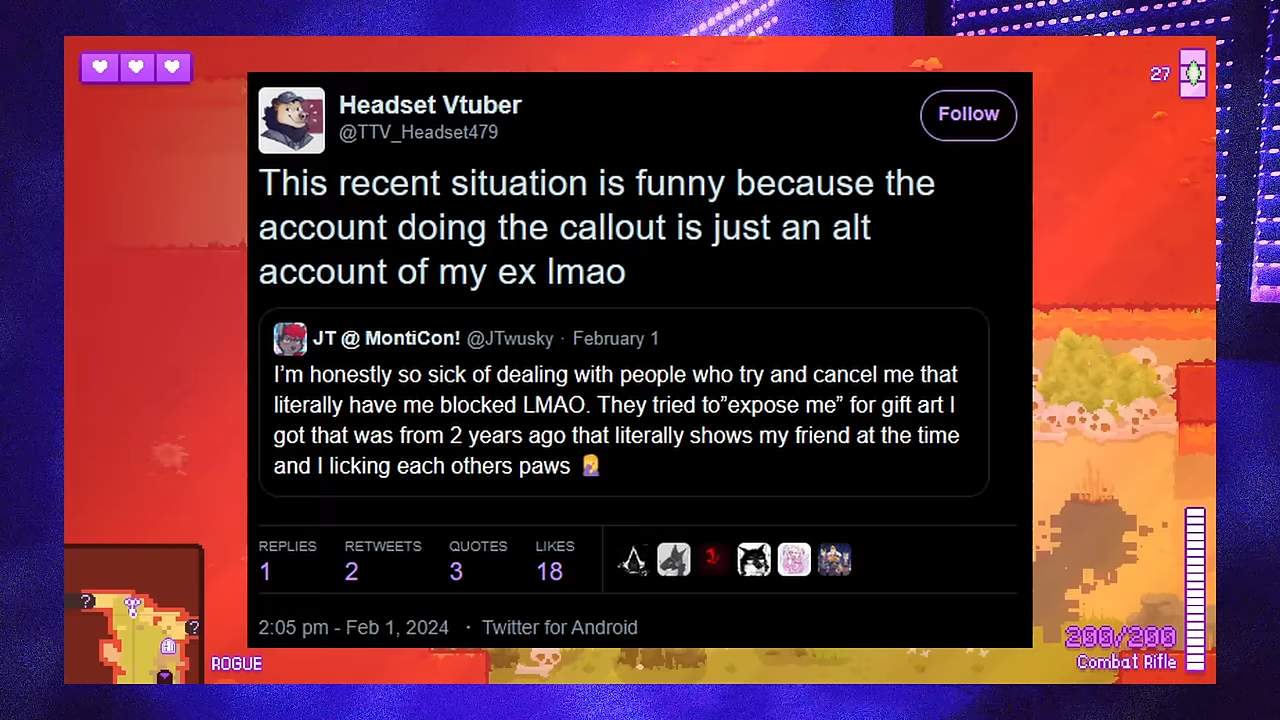 27
Headset Vtuber
@TTV_Headset479
Follow
This recent situation is funny because the
account doing the callout is just an alt
account of my ex lmao
JT @ MontiCon! @JTwusky · February 1
I'm honestly so sick of dealing with people who try and cancel me that
literally have me blocked LMAO. They tried to"expose me" for gift art I
got that was from 2 years ago that literally shows my friend at the time
and I licking each others paws 🤦‍♀️
REPLIES RETWEETS QUOTES LIKES
1 2 3 18
2:05 pm - Feb 1, 2024 · Twitter for Android
? ?
ROGUE
200/200
Combat Rifle